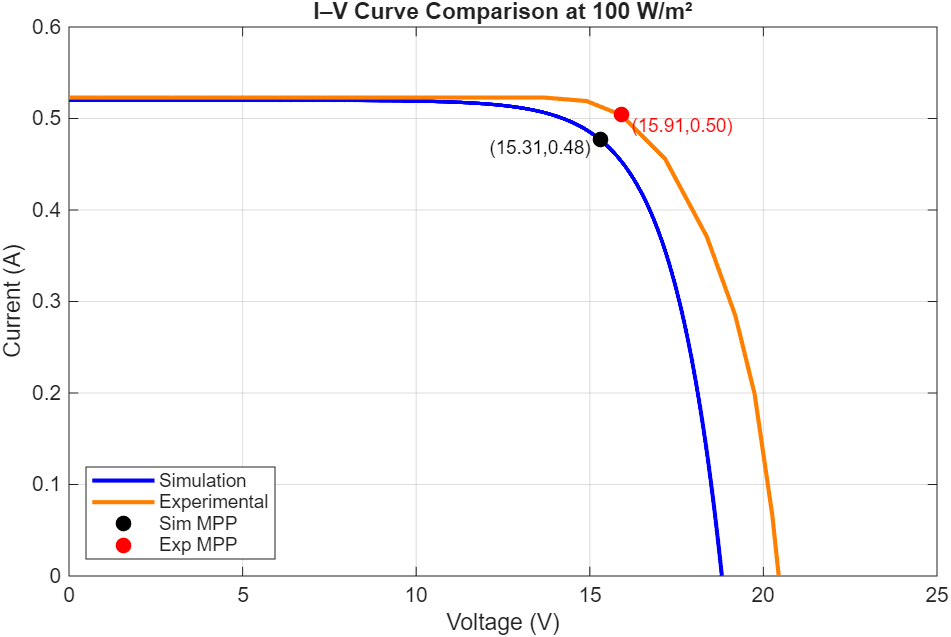 I–V Curve Comparison at 100 W/m²
0.6
0.5
0.4
0.3
0.2
0.1
0
Current (A)
(15.91,0.50)
(15.31,0.48)
Simulation
Experimental
Sim MPP
Exp MPP
0 5 10 15 20 25
Voltage (V)